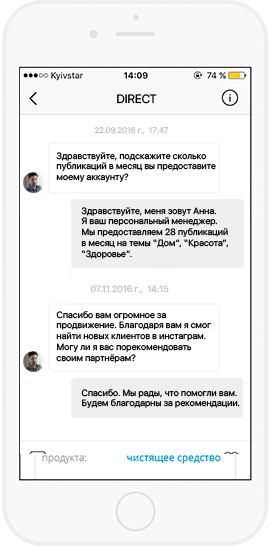 Kyivstar 14:09 74 %
DIRECT
22.09.2016 г., 17:47
Здравствуйте, подскажите сколько
публикаций в месяц вы предоставите
моему аккаунту?
Здравствуйте, меня зовут Анна.
Я ваш персональный менеджер.
Мы предоставляем 28 публикаций
в месяц на темы “Дом”, “Красота”,
“Здоровье”.
07.11.2016 г., 14:15
Спасибо вам огромное за
продвижение. Благодаря вам я смог
найти новых клиентов в инстаграм.
Могу ли я вас порекомендовать
своим партнёрам?
Спасибо. Мы рады, что помогли вам.
Будем благодарны за рекомендации.
продукта: чистящее средство